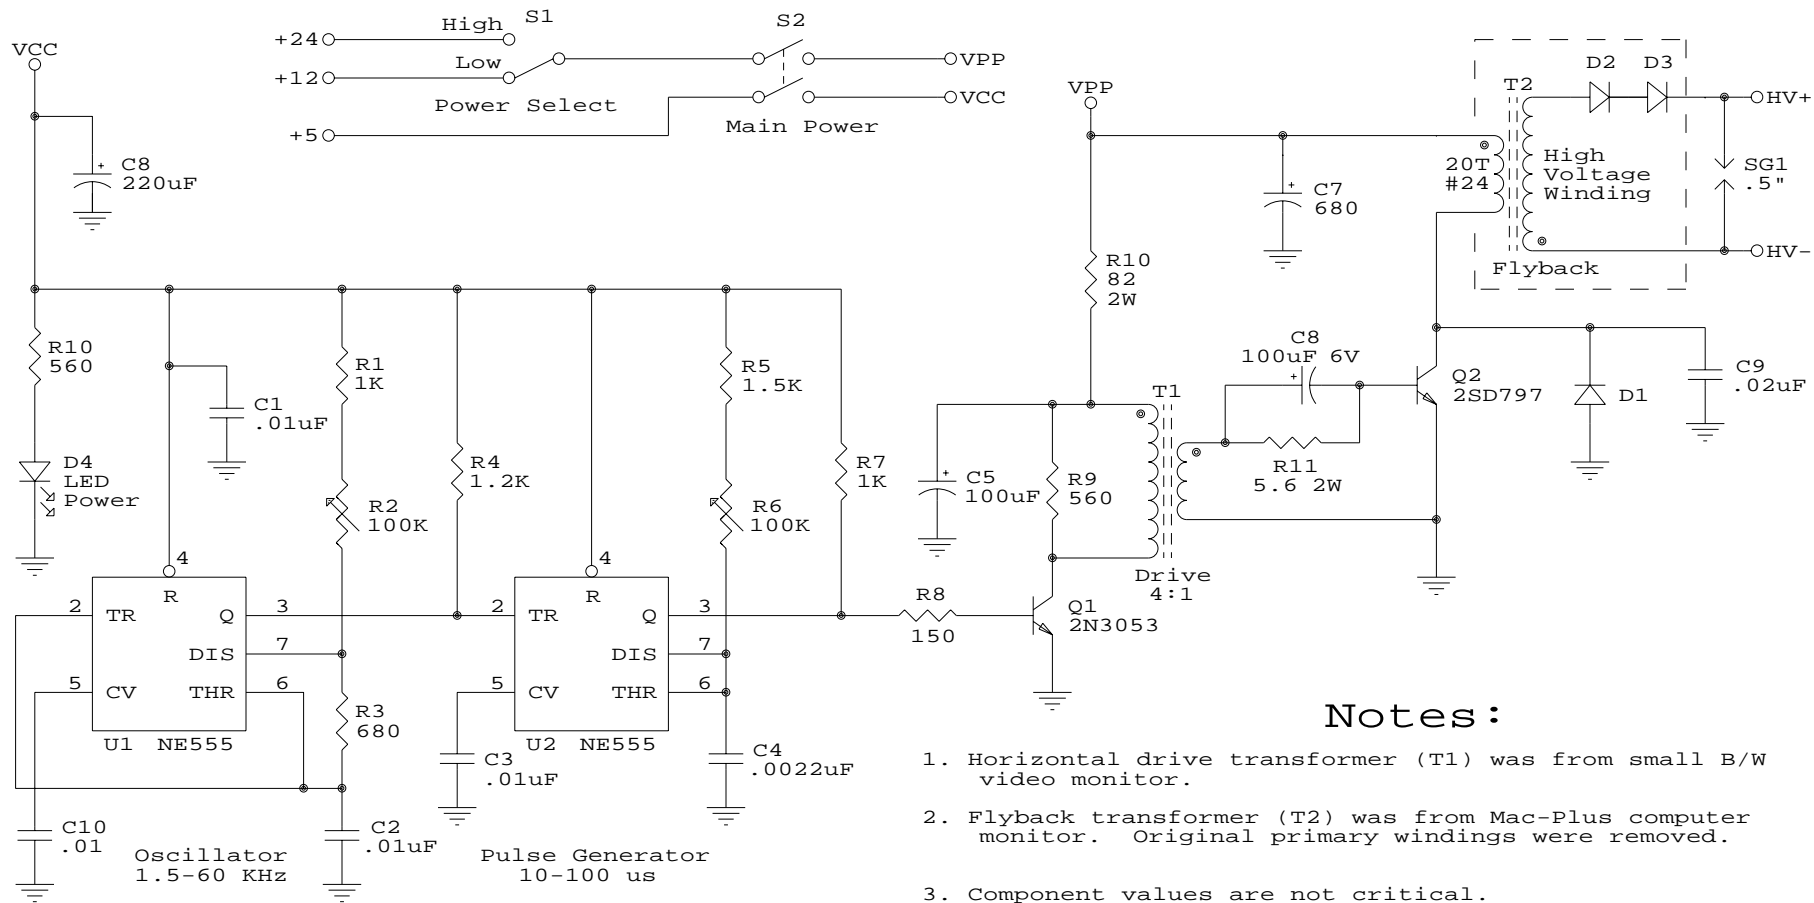 High S1
+24
S2
VCC
Low
+12
VPP
Power Select
VCC
Main Power
+5
C8
220uF
VPP
D2 D3
T2
HV+
20T
#24
High
Voltage
Winding
SG1
.5"
+
C7
680
HV-
Flyback
R10
82
2W
R10
560
R1
1K
C1
.01uF
R5
1.5K
C8
100uF 6V
T1
Q2
2SD797
D1
C9
.02uF
D4
LED
Power
R2
100K
R4
1.2K
R6
100K
R7
1K
C5
100uF
R9
560
R11
5.6 2W
Drive
4:1
4
R
2 TR Q 3
DIS 7
5 CV THR 6
U1 NE555
R3
680
4
R
2 TR Q 3
DIS 7
5 CV THR 6
U2 NE555
R8
150
Q1
2N3053
C3
.01uF
C4
.0022uF
C10
.01
C2
.01uF
Oscillator
1.5-60 KHz
Pulse Generator
10-100 us
Notes:
1. Horizontal drive transformer (T1) was from small B/W
video monitor.
2. Flyback transformer (T2) was from Mac-Plus computer
monitor. Original primary windings were removed.
3. Component values are not critical.